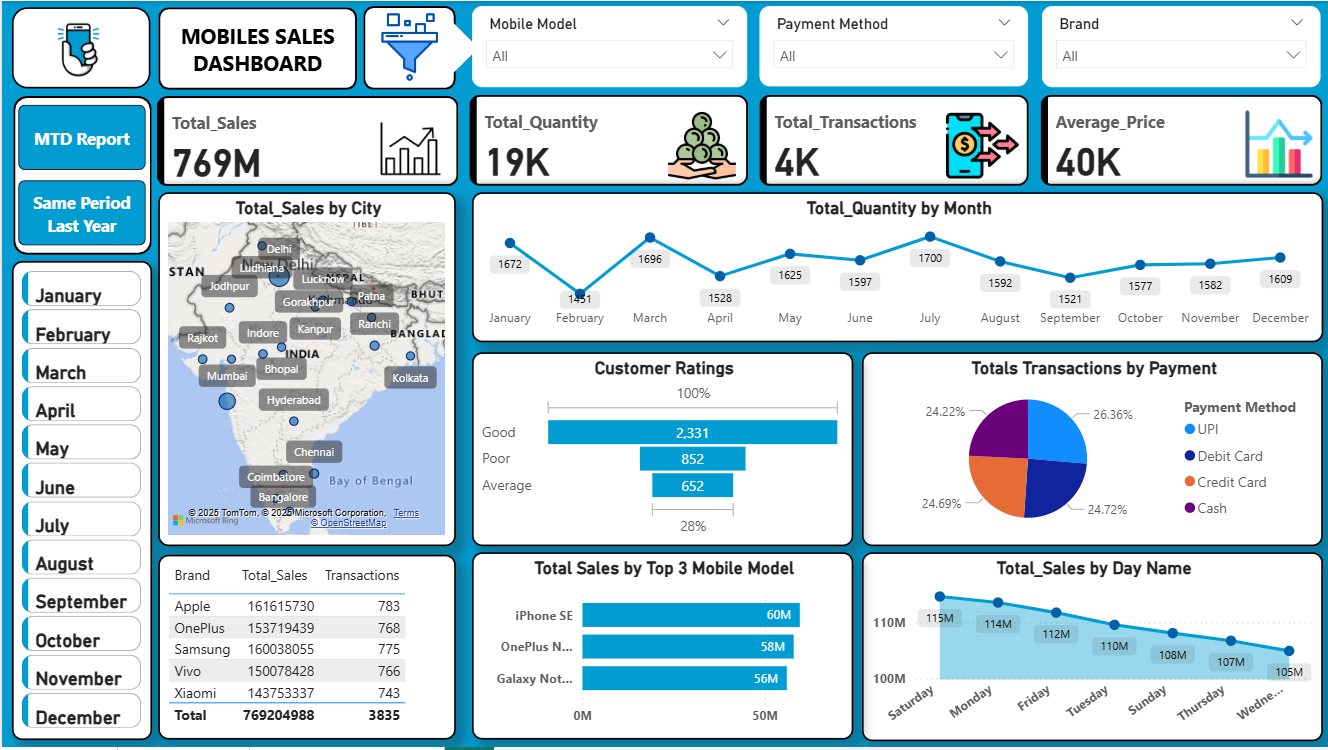 MOBILES SALES
DASHBOARD
Mobile Model
All
Payment Method
All
Brand
All
MTD Report
Same Period
Last Year
Total_Sales
769M
Total_Quantity
19K
Total_Transactions
4K
Average_Price
40K
January
February
March
April
May
June
July
August
September
October
November
December
Total_Sales by City
TIBET
STAN
Delhi
New Delhi
Ludhiana
NEPAL
Lucknow
Jodhpur
Gorakhpur
Patna
BHUT
Ranchi
Rajkot
Indore
Kanpur
BANGLAD
INDIA
Mumbai
Bhopal
Kolkata
Hyderabad
Chennai
Coimbatore
Bay of Bengal
Bangalore
© 2025 TomTom, © 2025 Microsoft Corporation, Terms
Microsoft Bing
© OpenStreetMap
Total_Quantity by Month
1672
1451
1696
1528
1625
1597
1700
1592
1521
1577
1582
1609
January February March April May June July August September October November December
Customer Ratings
100%
Good 2,331
Poor 852
Average 652
28%
Totals Transactions by Payment
24.22%
26.36%
24.69%
24.72%
Payment Method
UPI
Debit Card
Credit Card
Cash
Brand Total_Sales Transactions
Apple 161615730 783
OnePlus 153719439 768
Samsung 160038055 775
Vivo 150078428 766
Xiaomi 143753337 743
Total 769204988 3835
Total Sales by Top 3 Mobile Model
iPhone SE 60M
OnePlus N... 58M
Galaxy Not... 56M
0M 50M
Total_Sales by Day Name
110M
100M
115M
114M
112M
110M
108M
107M
105M
Saturday Monday Friday Tuesday Sunday Thursday Wedne...